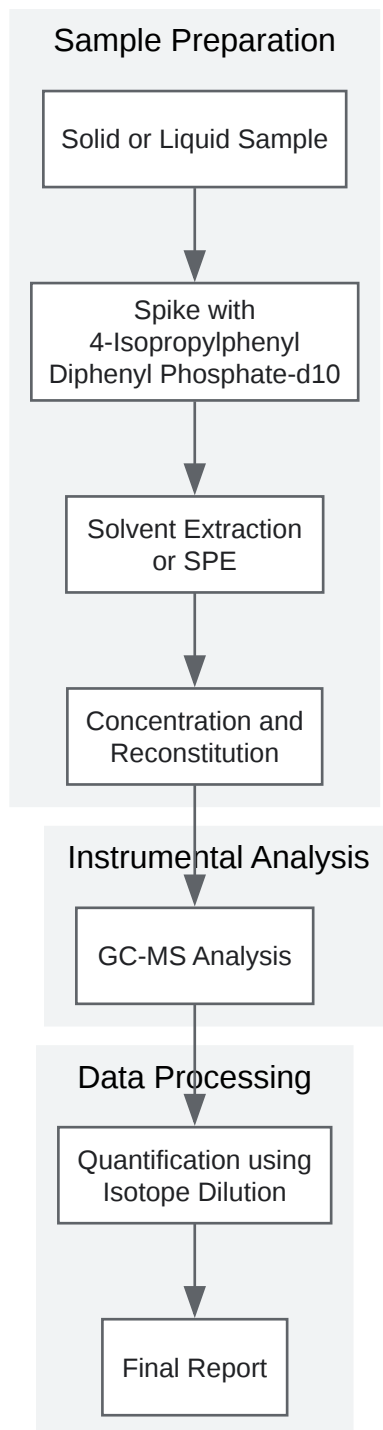 Sample Preparation
Solid or Liquid Sample
Spike with
4-Isopropylphenyl
Diphenyl Phosphate-d10
Solvent Extraction
or SPE
Concentration and
Reconstitution
Instrumental Analysis
GC-MS Analysis
Data Processing
Quantification using
Isotope Dilution
Final Report